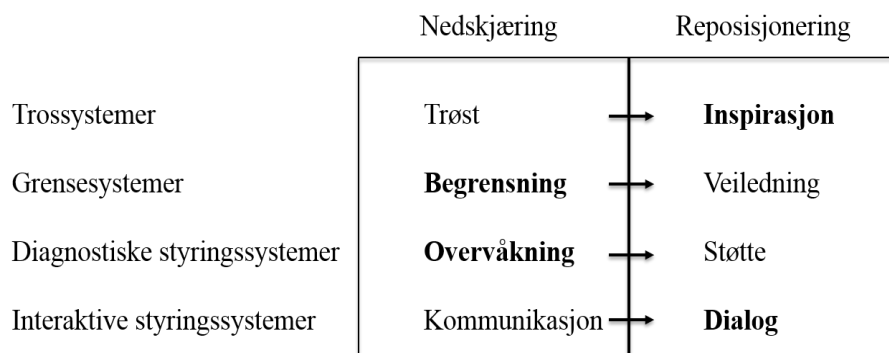 Nedskjæring Reposisjonering
Trossystemer Trøst Inspirasjon
Grensesystemer Begrensning Veiledning
Diagnostiske styringssystemer Overvåkning Støtte
Interaktive styringssystemer Kommunikasjon Dialog